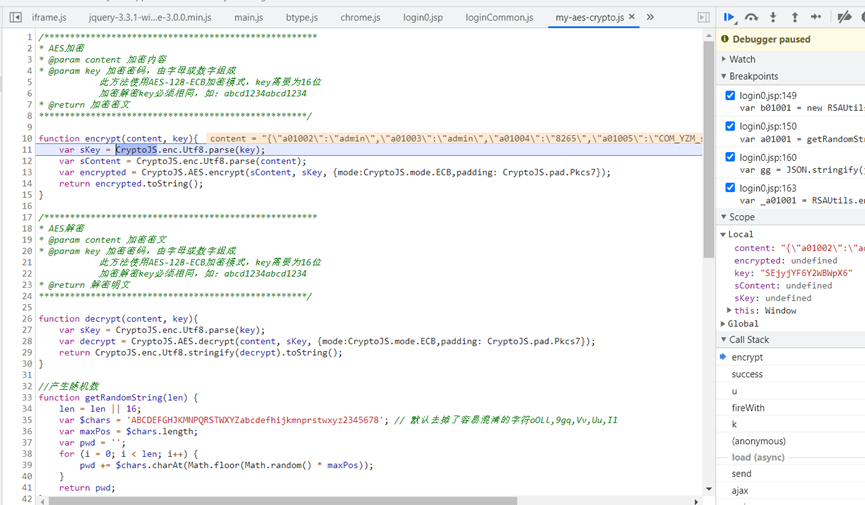 iframe.js jquery-3.3.1-wi...e-3.0.0.min.js main.js btype.js chrome.js login0.jsp loginCommon.js my-aes-crypto.js × »
1 /************************************************
2 * AES加密
3 * @param content 加密内容
4 * @param key 加密密码，由字母或数字组成
5 此方法使用AES-128-ECB加密模式，key需要为16位
6 加密解密key必须相同，如：abcd1234abcd1234
7 * @return 加密密文
8 ***********************************************/
9
10 function encrypt(content, key){ content = "{\"a01002\":\"admin\",\"a01003\":\"admin\",\"a01004\":\"8265\",\"a01005\":\"COM_YZM_s
11 var sKey = CryptoJS.enc.Utf8.parse(key);
12 var sContent = CryptoJS.enc.Utf8.parse(content);
13 var encrypted = CryptoJS.AES.encrypt(sContent, sKey, {mode:CryptoJS.mode.ECB,padding: CryptoJS.pad.Pkcs7});
14 return encrypted.toString();
15 }
16
17 /************************************************
18 * AES解密
19 * @param content 加密密文
20 * @param key 加密密码，由字母或数字组成
21 此方法使用AES-128-ECB加密模式，key需要为16位
22 加密解密key必须相同，如：abcd1234abcd1234
23 * @return 解密明文
24 ***********************************************/
25
26 function decrypt(content, key){
27 var sKey = CryptoJS.enc.Utf8.parse(key);
28 var decrypt = CryptoJS.AES.decrypt(content, sKey, {mode:CryptoJS.mode.ECB,padding: CryptoJS.pad.Pkcs7});
29 return CryptoJS.enc.Utf8.stringify(decrypt).toString();
30 }
31
32 //产生随机数
33 function getRandomString(len) {
34 len = len || 16;
35 var $chars = 'ABCDEFGHJKMNPQRSTWXYZabcdefhijkmnprstwxyz2345678'; // 默认去掉了容易混淆的字符oOLL,9gq,Vv,Uu,I1
36 var maxPos = $chars.length;
37 var pwd = '';
38 for (i = 0; i < len; i++) {
39 pwd += $chars.charAt(Math.floor(Math.random() * maxPos));
40 }
41 return pwd;
42
Debugger paused
Watch
Breakpoints
login0.jsp:149
var b01001 = new RSAUtils
login0.jsp:150
var a01001 = getRandomStr
login0.jsp:160
var gg = JSON.stringify(j
login0.jsp:163
var _a01001 = RSAUtils.en
Scope
Local
content: "{\"a01002\":\"ad
encrypted: undefined
key: "SEjyjYF6Y2WBWpX6"
sContent: undefined
sKey: undefined
this: Window
Global
Call Stack
encrypt
success
u
fireWith
k
(anonymous)
load (async)
send
ajax